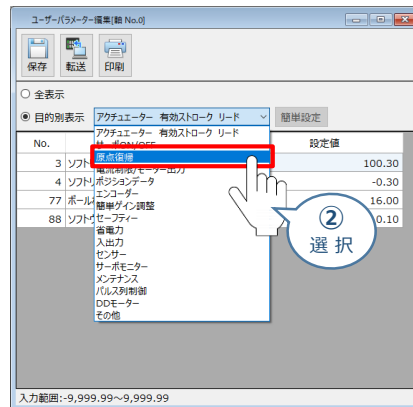 ユーザーパラメーター編集[軸 No.0]
保存 転送 印刷
全表示
目的別表示 アクチュエーター 有効ストローク リード 簡単設定
No. 設定値
アクチュエーター 有効ストローク リード
サーボON/OFF
原点復帰
電流制限/モーター出力
ポジションデータ
エンコーダー
簡単ゲイン調整
セーフティー
省電力
入出力
センサー
サーボモニター
メンテナンス
パルス列制御
DDモーター
その他
3 ソフト 100.30
4 ソフトリ -0.30
77 ボール 16.00
88 ソフト 0.10
②
選択
入力範囲:-9,999.99～9,999.99